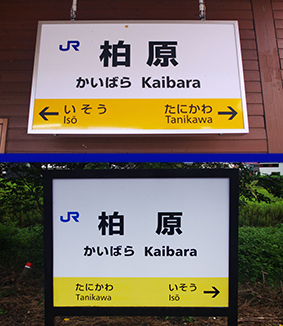 JR 柏原
かいばら Kaibara
← いそう たにかわ →
Isō Tanikawa
JR 柏原
かいばら Kaibara
たにかわ いそう →
Tanikawa Isō